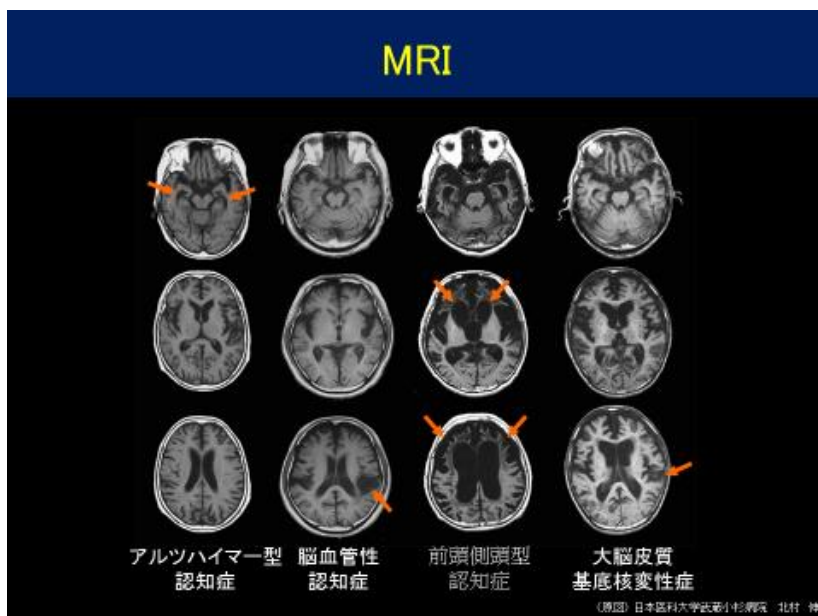 MRI
アルツハイマー型
認知症
脳血管性
認知症
前頭側頭型
認知症
大脳皮質
基底核変性症
(原図) 日本医科大学武蔵小杉病院 北村 伸